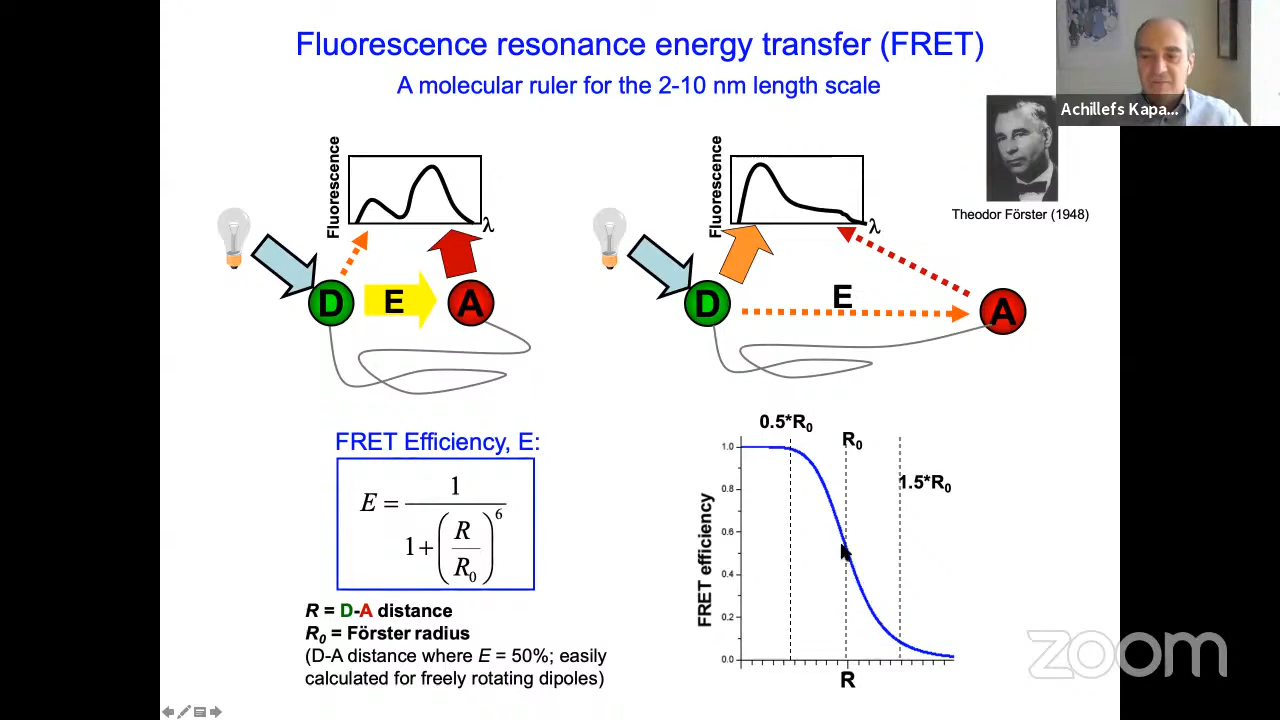 Fluorescence resonance energy transfer (FRET)
A molecular ruler for the 2-10 nm length scale
Achillefs Kapa...
Theodor Förster (1948)
Fluorescence
λ
D
E
A
Fluorescence
λ
D
E
A
FRET Efficiency, E:
E = 1 / 1 + (R / R0)^6
R = D-A distance
R0 = Förster radius
(D-A distance where E = 50%; easily
calculated for freely rotating dipoles)
0.5*R0
R0
1.5*R0
FRET efficiency
1.0
0.8
0.6
0.4
0.2
0.0
R
zoom